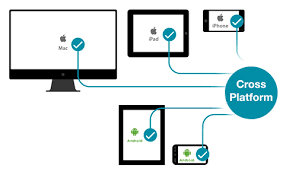 Mac
iPad
iPhone
Cross
Platform
Android
Android